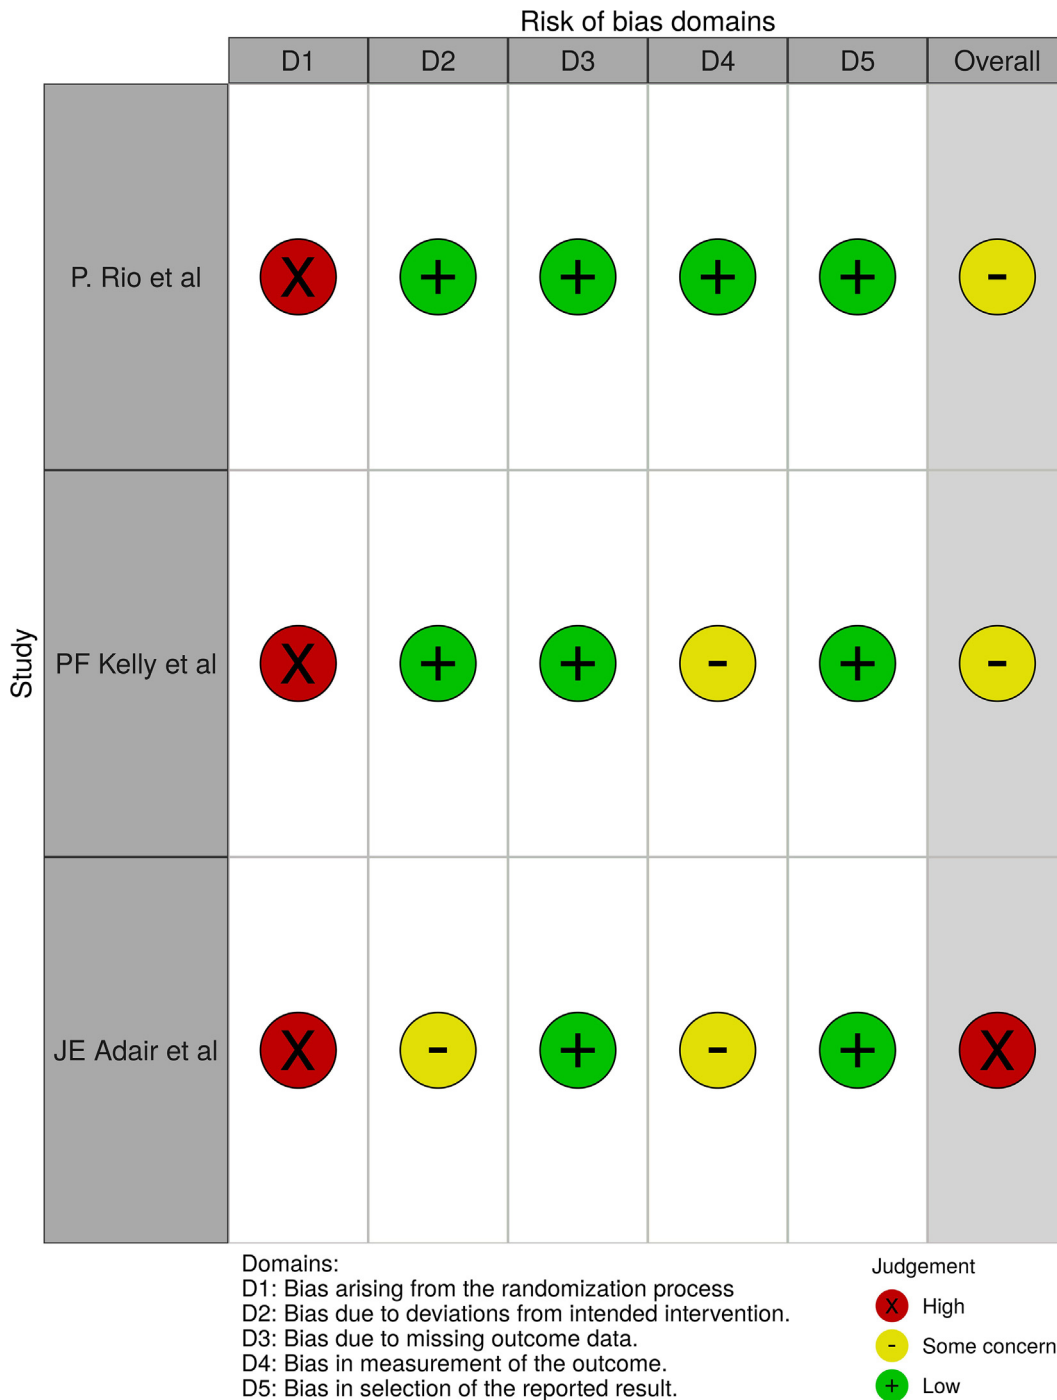 Risk of bias domains
D1 D2 D3 D4 D5 Overall
Study
P. Rio et al X + + + + -
PF Kelly et al X + + - + -
JE Adair et al X - + - + X
Domains:
D1: Bias arising from the randomization process
D2: Bias due to deviations from intended intervention.
D3: Bias due to missing outcome data.
D4: Bias in measurement of the outcome.
D5: Bias in selection of the reported result.
Judgement
X High
- Some concern
+ Low